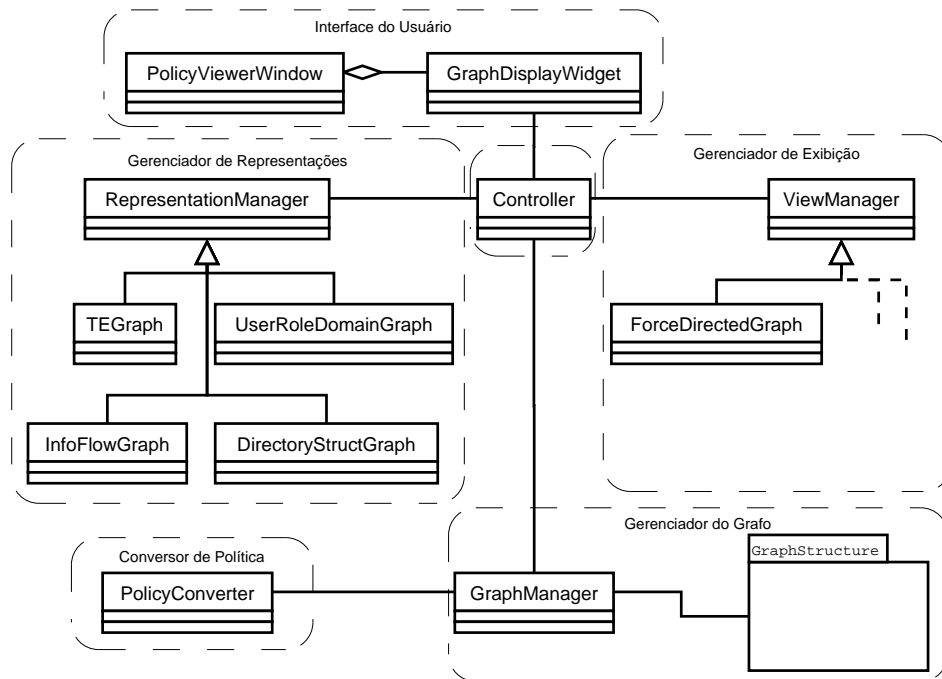 Interface do Usuário
PolicyViewerWindow
GraphDisplayWidget
Gerenciador de Representações
RepresentationManager
Controller
Gerenciador de Exibição
ViewManager
TEGraph
UserRoleDomainGraph
ForceDirectedGraph
InfoFlowGraph
DirectoryStructGraph
Gerenciador do Grafo
GraphStructure
Conversor de Política
PolicyConverter
GraphManager